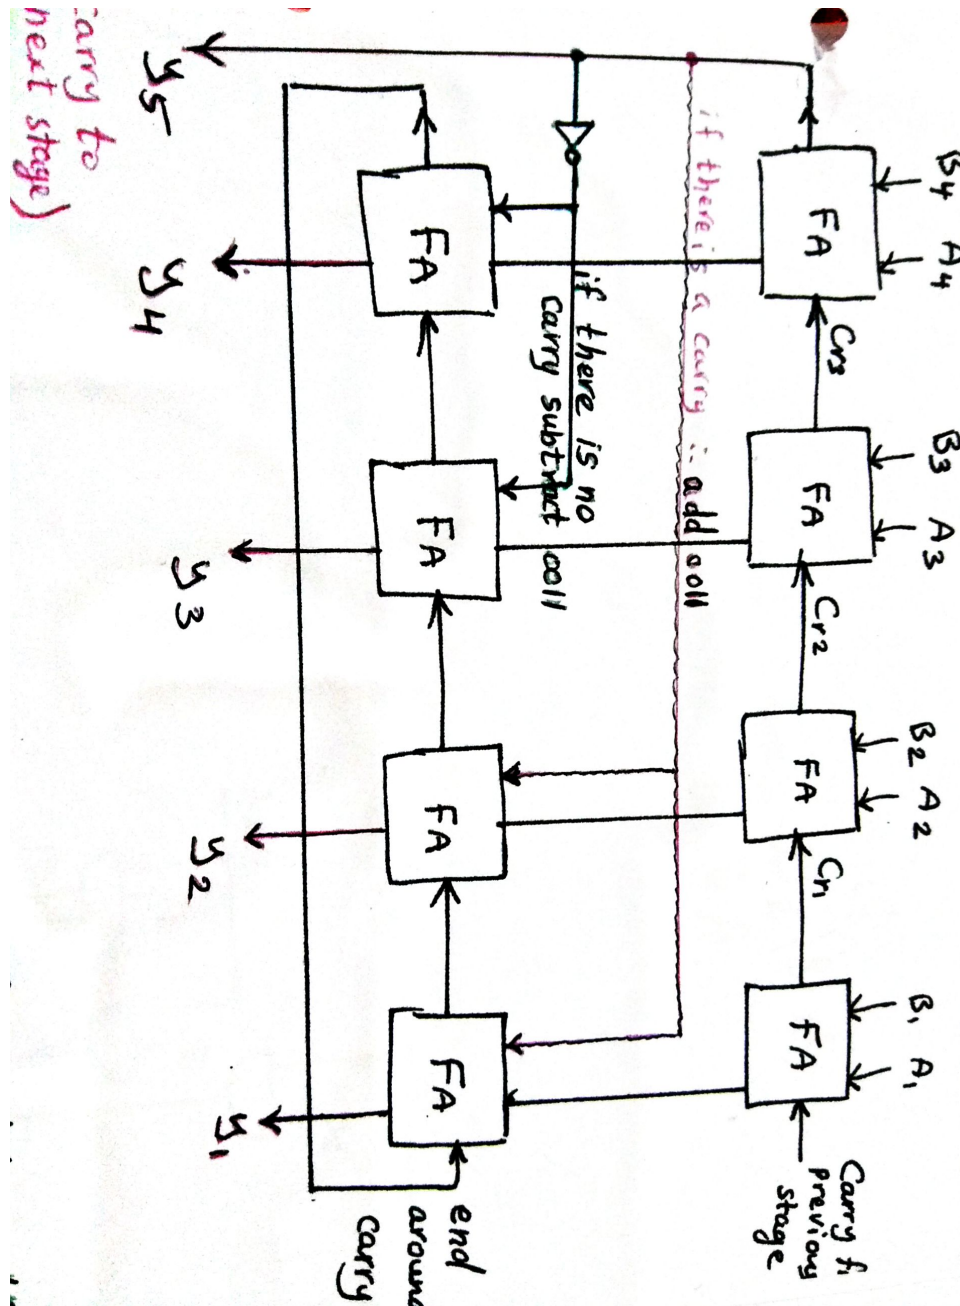 B4 A4
B3 A3
B2 A2
B1 A1
FA
Cr3
FA
Cr2
FA
Cr1
FA
Carry f
previous
stage
if there is a carry ∴ add 0011
if there is no
carry subtract 0011
FA
FA
FA
FA
end
around
carry
y5
y4
y3
y2
y1
carry to
next stage)